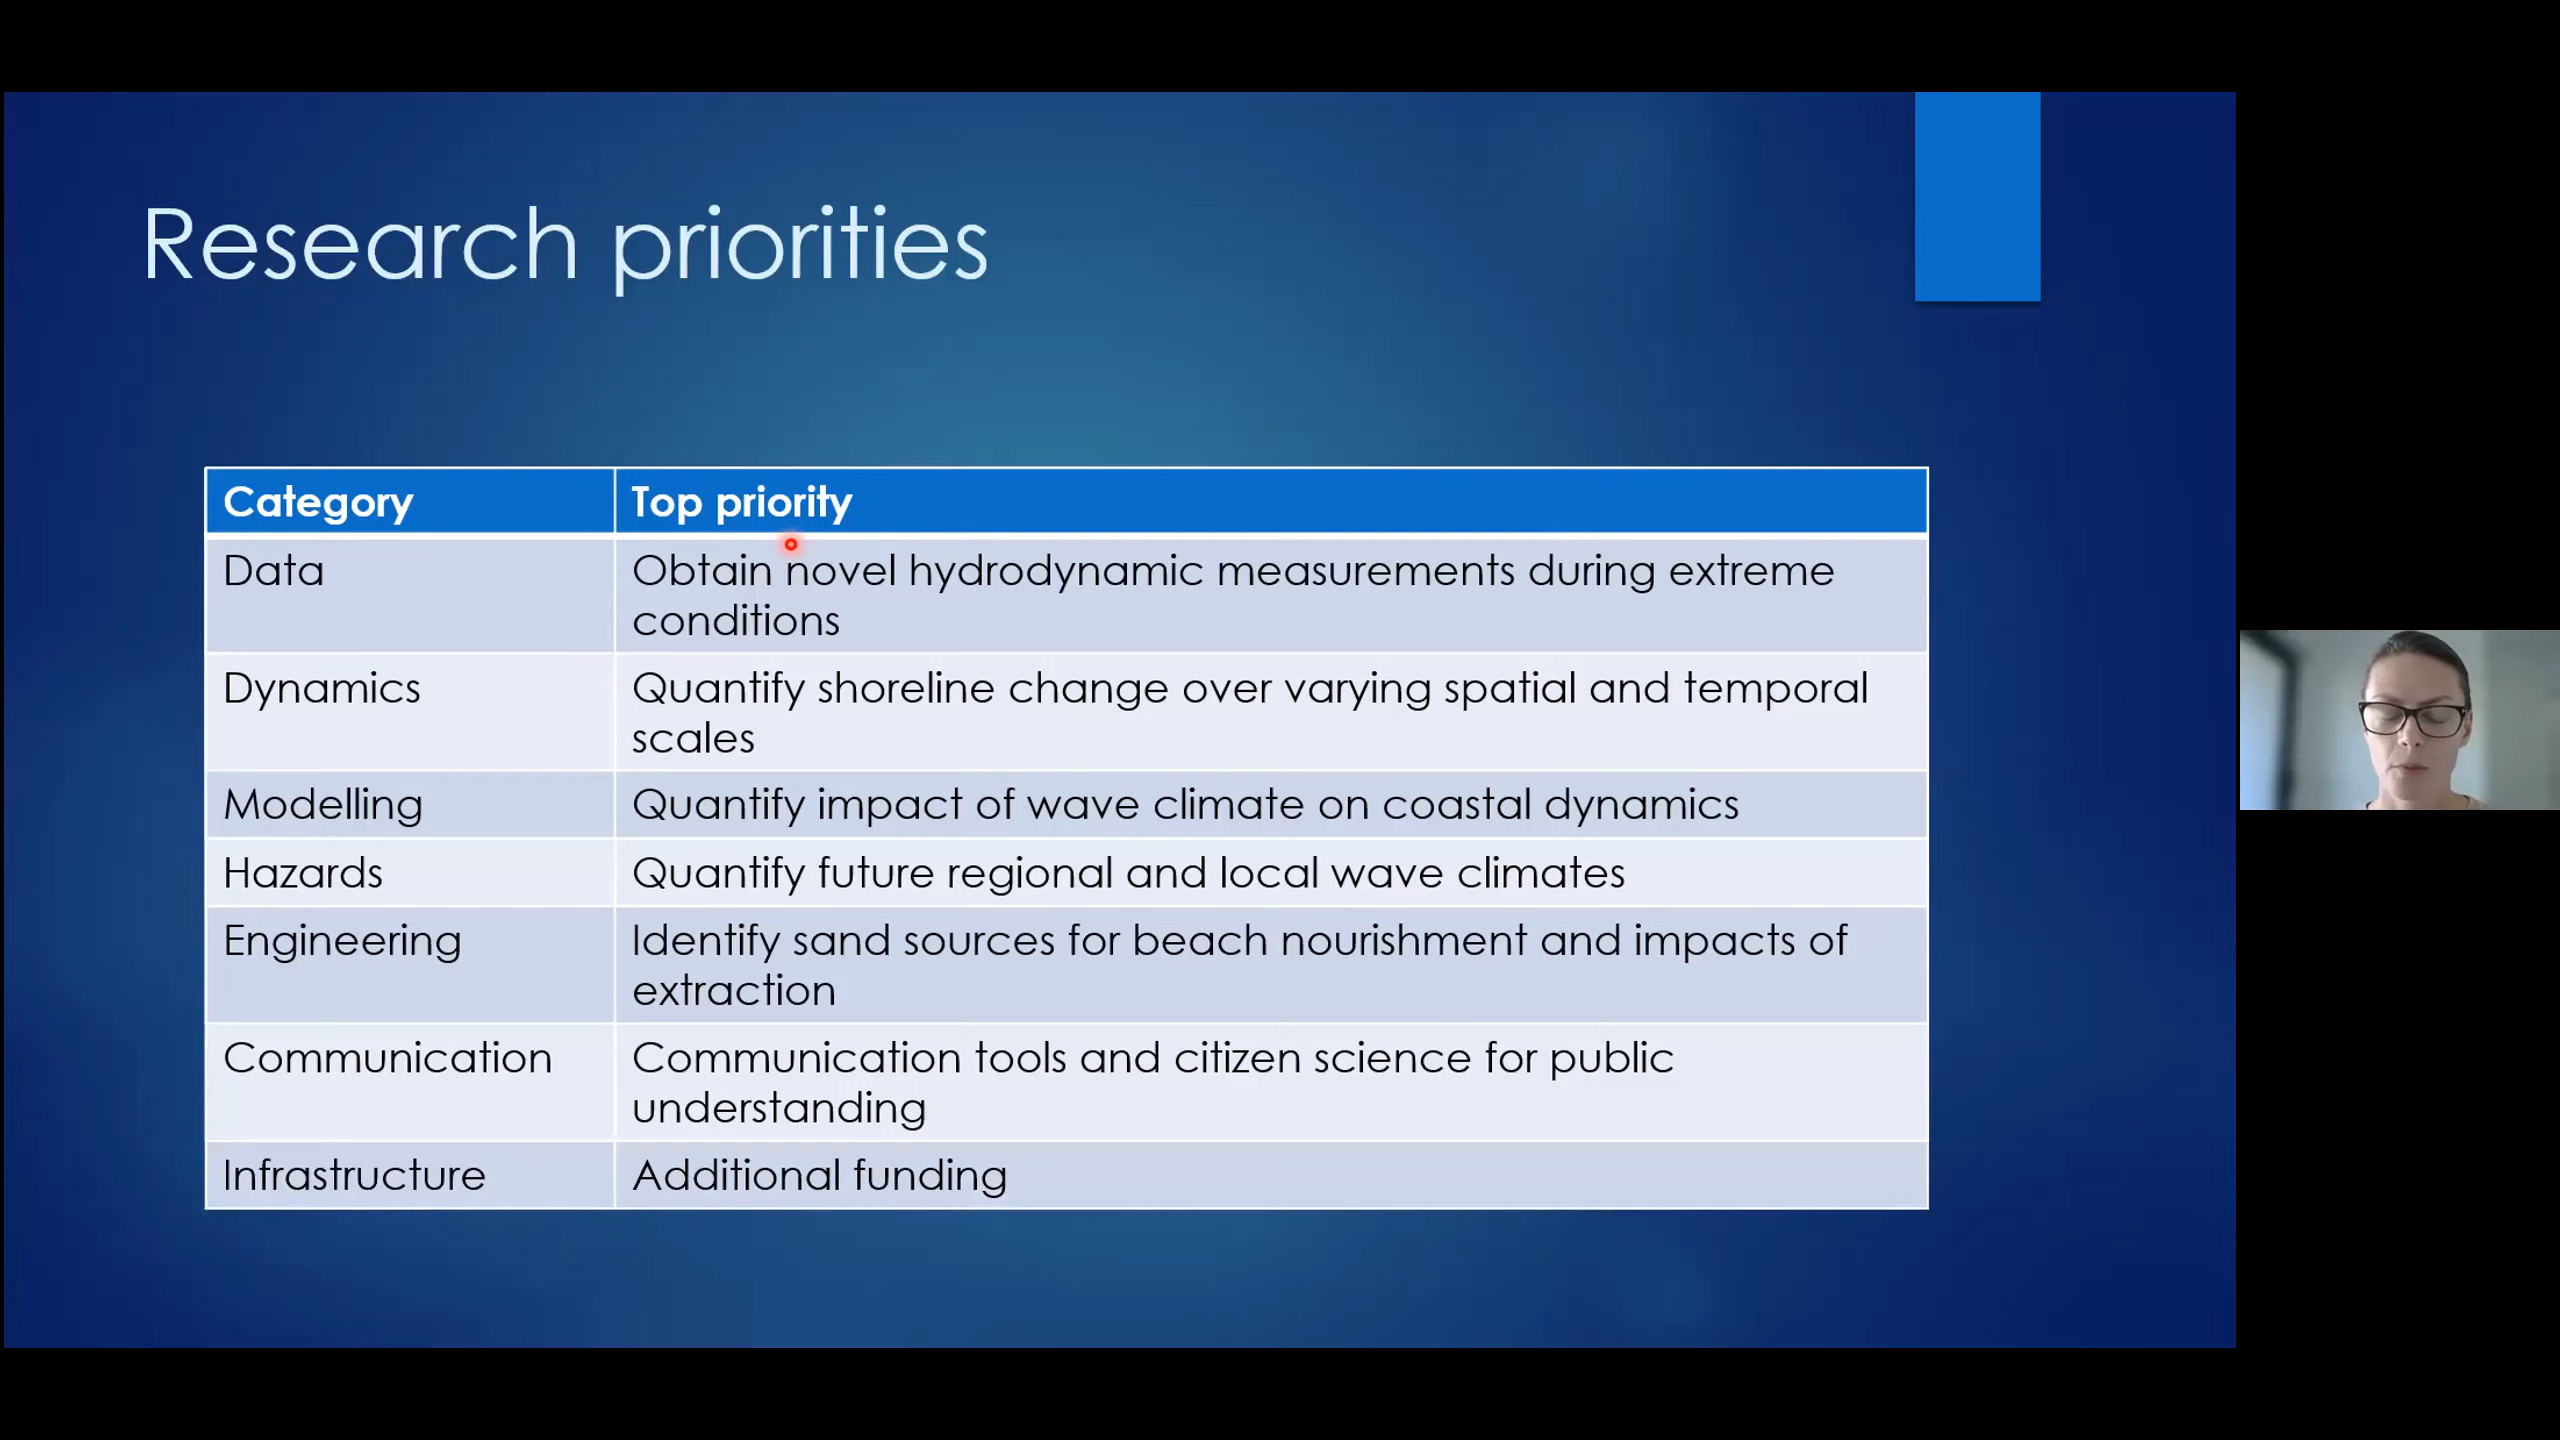 Research priorities
Category
Top priority
Data
Obtain novel hydrodynamic measurements during extreme
conditions
Dynamics
Quantify shoreline change over varying spatial and temporal
scales
Modelling
Quantify impact of wave climate on coastal dynamics
Hazards
Quantify future regional and local wave climates
Engineering
Identify sand sources for beach nourishment and impacts of
extraction
Communication
Communication tools and citizen science for public
understanding
Infrastructure
Additional funding